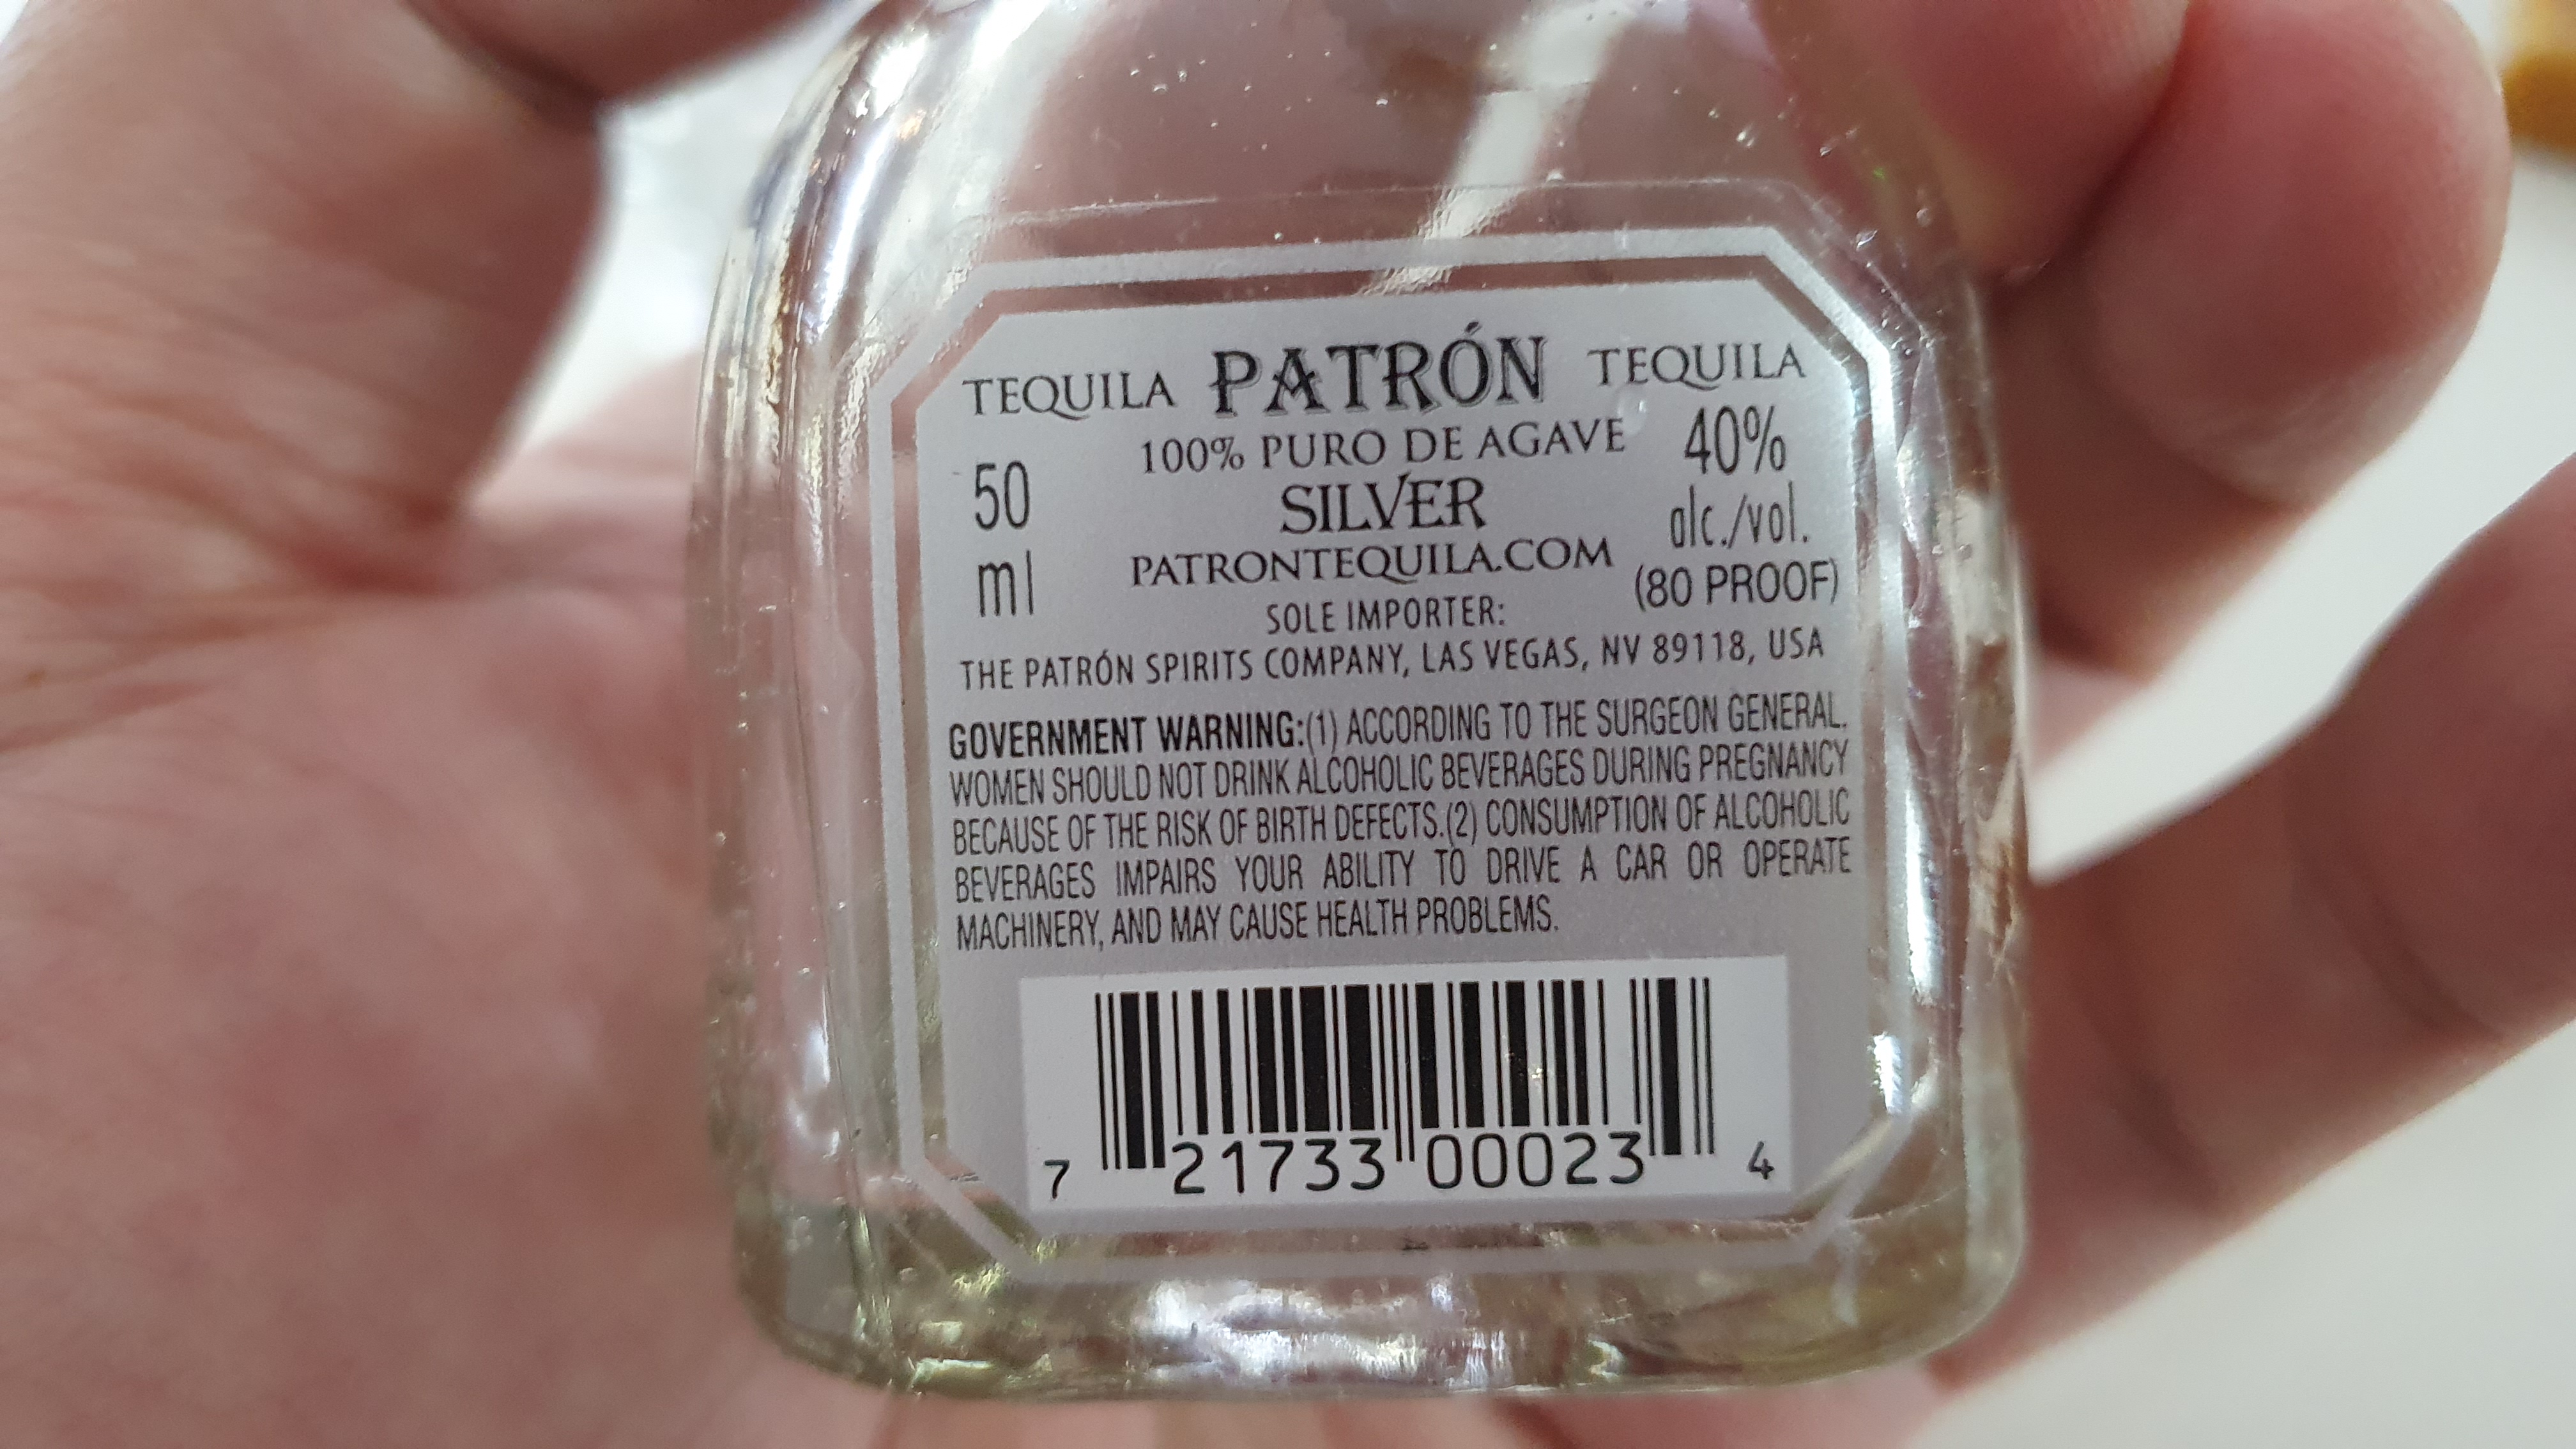 TEQUILA PATRÓN TEQUILA
100% PURO DE AGAVE 40%
50 SILVER alc./vol.
ml PATRONTEQUILA.COM (80 PROOF)
SOLE IMPORTER:
THE PATRÓN SPIRITS COMPANY, LAS VEGAS, NV 89118, USA
GOVERNMENT WARNING:(1) ACCORDING TO THE SURGEON GENERAL,
WOMEN SHOULD NOT DRINK ALCOHOLIC BEVERAGES DURING PREGNANCY
BECAUSE OF THE RISK OF BIRTH DEFECTS.(2) CONSUMPTION OF ALCOHOLIC
BEVERAGES IMPAIRS YOUR ABILITY TO DRIVE A CAR OR OPERATE
MACHINERY, AND MAY CAUSE HEALTH PROBLEMS.
7 21733 00023 4